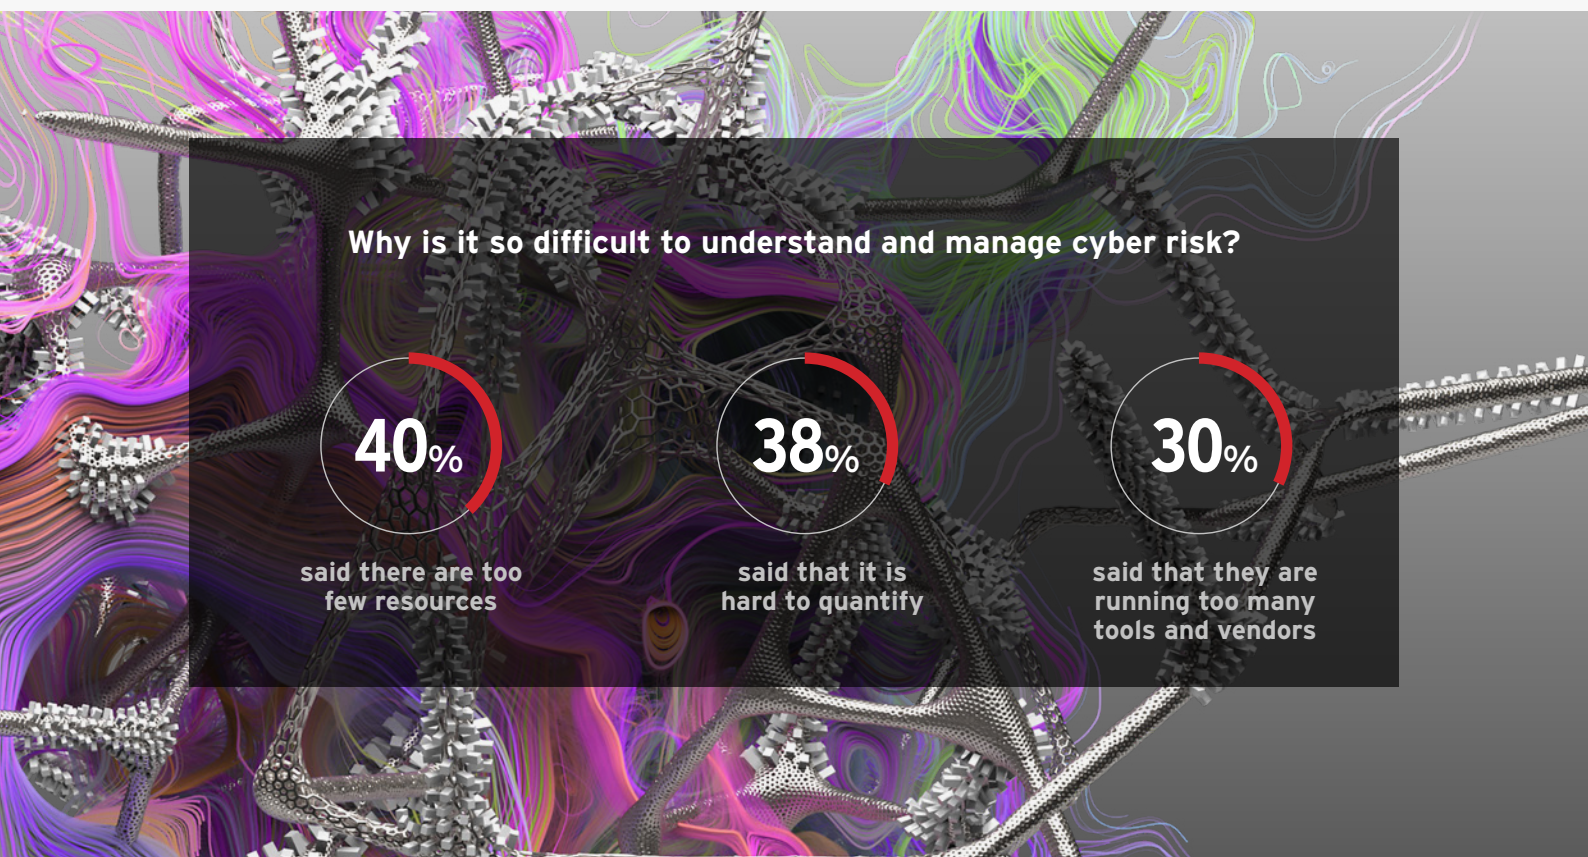 Why is it so difficult to understand and manage cyber risk?
40%
said there are too
few resources
38%
said that it is
hard to quantify
30%
said that they are
running too many
tools and vendors